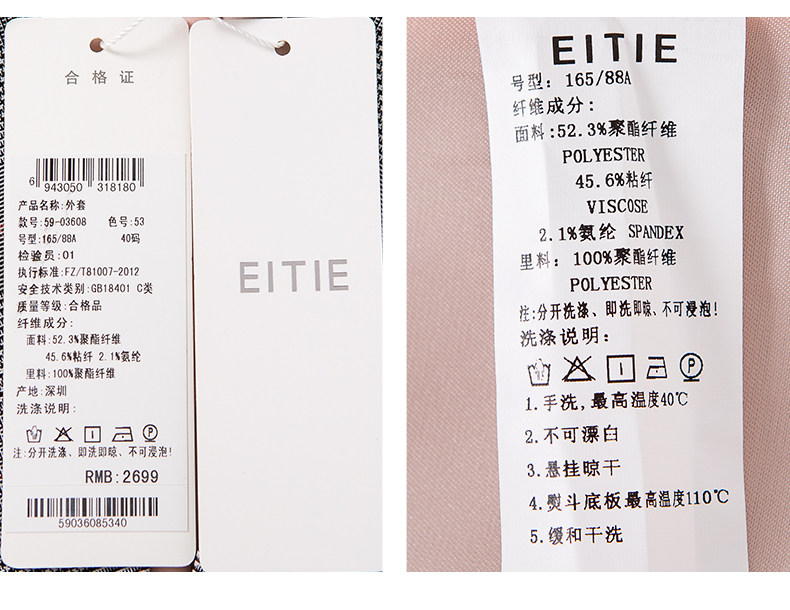 合格证
6 943050 318180
产品名称:外套
款号:59-03608 色号:53
号型:165/88A 40码
检验员:01
执行标准:FZ/T81007-2012
安全技术类别:GB18401 C类
质量等级:合格品
纤维成分:
面料:52.3%聚酯纤维
45.6%粘纤 2.1%氨纶
里料:100%聚酯纤维
产地:深圳
洗涤说明:
P
注:分开洗涤、即洗即晾、不可浸泡!
RMB:2699
59036085340
EITIE
EITIE
号型: 165/88A
纤维成分:
面料:52.3%聚酯纤维
POLYESTER
45.6%粘纤
VISCOSE
2.1%氨纶 SPANDEX
里料: 100%聚酯纤维
POLYESTER
注:分开洗涤、即洗即晾、不可浸泡!
洗涤说明:
P
1.手洗,最高温度40℃
2.不可漂白
3.悬挂晾干
4.熨斗底板最高温度110℃
5.缓和干洗